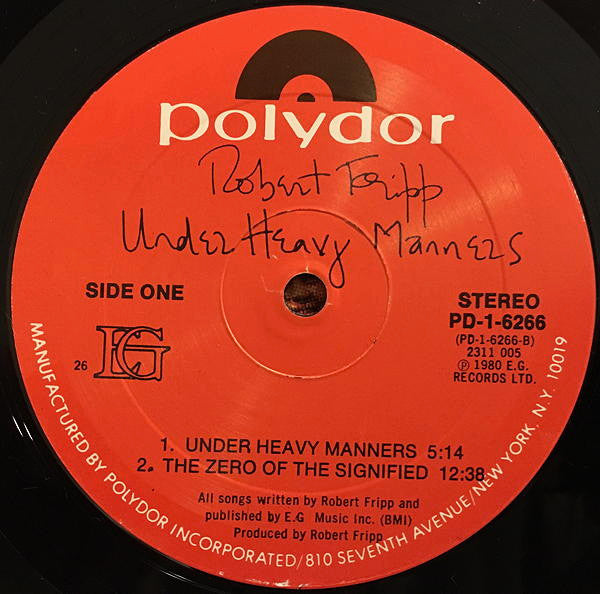 polydor
Robert Fripp
Under Heavy Manners
SIDE ONE
STEREO
PD-1-6266
(PD-1-6266-B)
2311 005
℗ 1980 E.G.
RECORDS LTD.
26 EG
1. UNDER HEAVY MANNERS 5:14
2. THE ZERO OF THE SIGNIFIED 12:38
All songs written by Robert Fripp and
published by E.G Music Inc. (BMI)
Produced by Robert Fripp
MANUFACTURED BY POLYDOR INCORPORATED/810 SEVENTH AVENUE/NEW YORK, N.Y. 10019